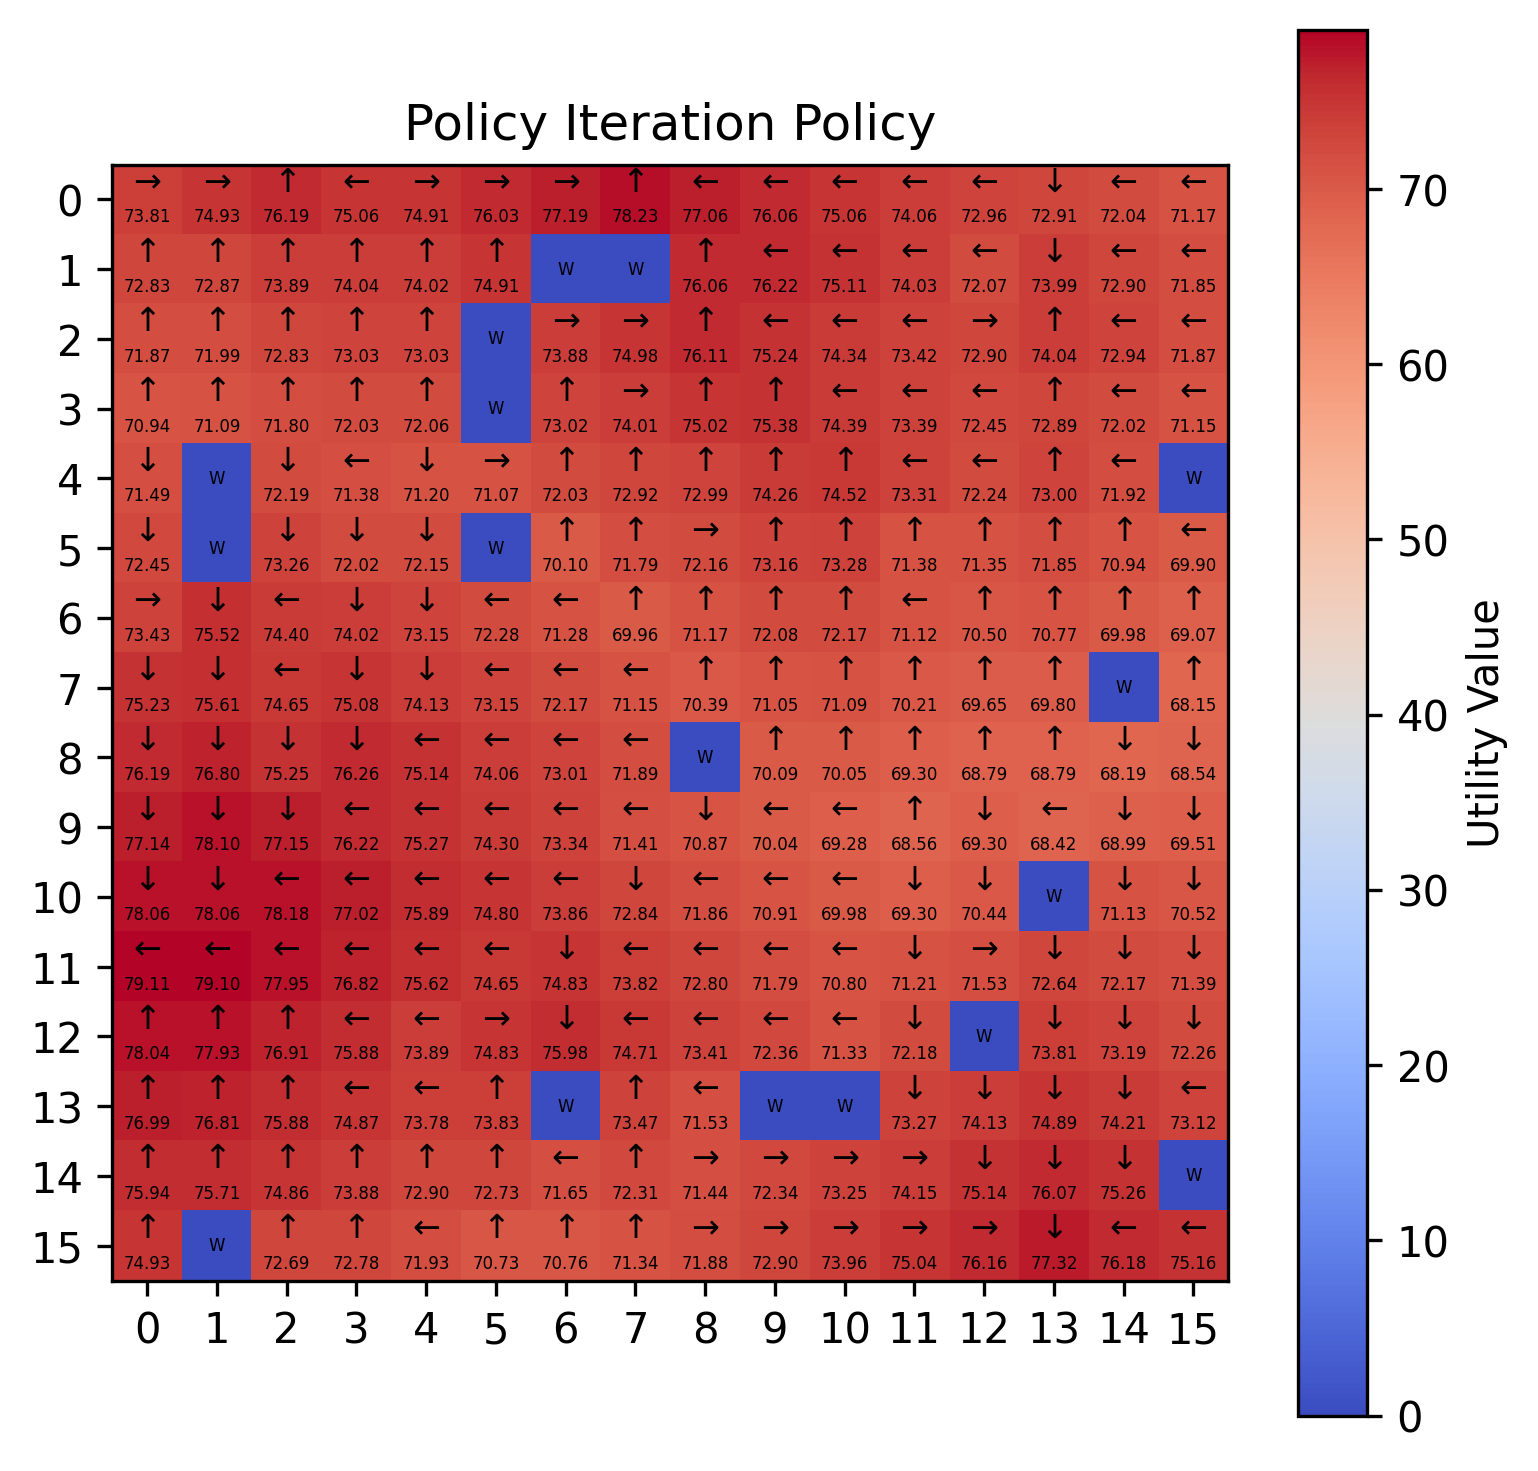 Policy Iteration Policy
0 → → ↑ ← → → → ↑ ← ← ← ← ← ↓ ← ←
73.81 74.93 76.19 75.06 74.91 76.03 77.19 78.23 77.06 76.06 75.06 74.06 72.96 72.91 72.04 71.17
1 ↑ ↑ ↑ ↑ ↑ ↑ W W ↑ ← ← ← ← ↓ ← ←
72.83 72.87 73.89 74.04 74.02 74.91 76.06 76.22 75.11 74.03 72.07 73.99 72.90 71.85
2 ↑ ↑ ↑ ↑ ↑ W → → ↑ ← ← ← → ↑ ← ←
71.87 71.99 72.83 73.03 73.03 73.88 74.98 76.11 75.24 74.34 73.42 72.90 74.04 72.94 71.87
3 ↑ ↑ ↑ ↑ ↑ W ↑ → ↑ ↑ ← ← ← ↑ ← ←
70.94 71.09 71.80 72.03 72.06 73.02 74.01 75.02 75.38 74.39 73.39 72.45 72.89 72.02 71.15
4 ↓ W ↓ ← ↓ → ↑ ↑ ↑ ↑ ↑ ← ← ↑ ← W
71.49 72.19 71.38 71.20 71.07 72.03 72.92 72.99 74.26 74.52 73.31 72.24 73.00 71.92
5 ↓ W ↓ ↓ ↓ W ↑ ↑ → ↑ ↑ ↑ ↑ ↑ ↑ ←
72.45 73.26 72.02 72.15 70.10 71.79 72.16 73.16 73.28 71.38 71.35 71.85 70.94 69.90
6 → ↓ ← ↓ ↓ ← ← ↑ ↑ ↑ ↑ ← ↑ ↑ ↑ ↑
73.43 75.52 74.40 74.02 73.15 72.28 71.28 69.96 71.17 72.08 72.17 71.12 70.50 70.77 69.98 69.07
7 ↓ ↓ ← ↓ ↓ ← ← ← ↑ ↑ ↑ ↑ ↑ ↑ W ↑
75.23 75.61 74.65 75.08 74.13 73.15 72.17 71.15 70.39 71.05 71.09 70.21 69.65 69.80 68.15
8 ↓ ↓ ↓ ↓ ← ← ← ← W ↑ ↑ ↑ ↑ ↑ ↓ ↓
76.19 76.80 75.25 76.26 75.14 74.06 73.01 71.89 70.09 70.05 69.30 68.79 68.79 68.19 68.54
9 ↓ ↓ ↓ ← ← ← ← ← ↓ ← ← ↑ ↓ ← ↓ ↓
77.14 78.10 77.15 76.22 75.27 74.30 73.34 71.41 70.87 70.04 69.28 68.56 69.30 68.42 68.99 69.51
10 ↓ ↓ ← ← ← ← ← ↓ ← ← ← ↓ ↓ W ↓ ↓
78.06 78.06 78.18 77.02 75.89 74.80 73.86 72.84 71.86 70.91 69.98 69.30 70.44 71.13 70.52
11 ← ← ← ← ← ← ↓ ← ← ← ← ↓ → ↓ ↓ ↓
79.11 79.10 77.95 76.82 75.62 74.65 74.83 73.82 72.80 71.79 70.80 71.21 71.53 72.64 72.17 71.39
12 ↑ ↑ ↑ ← ← → ↓ ← ← ← ← ↓ W ↓ ↓ ↓
78.04 77.93 76.91 75.88 73.89 74.83 75.98 74.71 73.41 72.36 71.33 72.18 73.81 73.19 72.26
13 ↑ ↑ ↑ ← ← ↑ W ↑ ← W W ↓ ↓ ↓ ↓ ←
76.99 76.81 75.88 74.87 73.78 73.83 73.47 71.53 73.27 74.13 74.89 74.21 73.12
14 ↑ ↑ ↑ ↑ ↑ ↑ ← ↑ → → → → ↓ ↓ ↓ W
75.94 75.71 74.86 73.88 72.90 72.73 71.65 72.31 71.44 72.34 73.25 74.15 75.14 76.07 75.26
15 ↑ W ↑ ↑ ← ↑ ↑ ↑ → → → → → ↓ ← ←
74.93 72.69 72.78 71.93 70.73 70.76 71.34 71.88 72.90 73.96 75.04 76.16 77.32 76.18 75.16
0 1 2 3 4 5 6 7 8 9 10 11 12 13 14 15
70
60
50
40
30
20
10
0
Utility Value